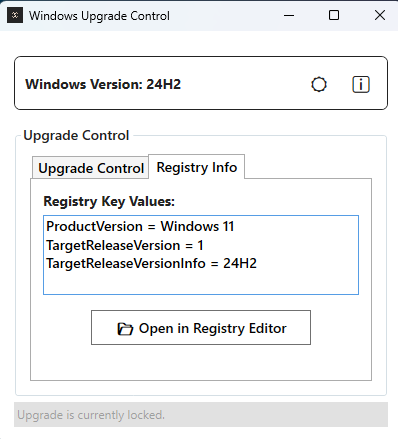 Windows Upgrade Control
Windows Version: 24H2
Upgrade Control
Upgrade Control
Registry Info
Registry Key Values:
ProductVersion = Windows 11
TargetReleaseVersion = 1
TargetReleaseVersionInfo = 24H2
Open in Registry Editor
Upgrade is currently locked.